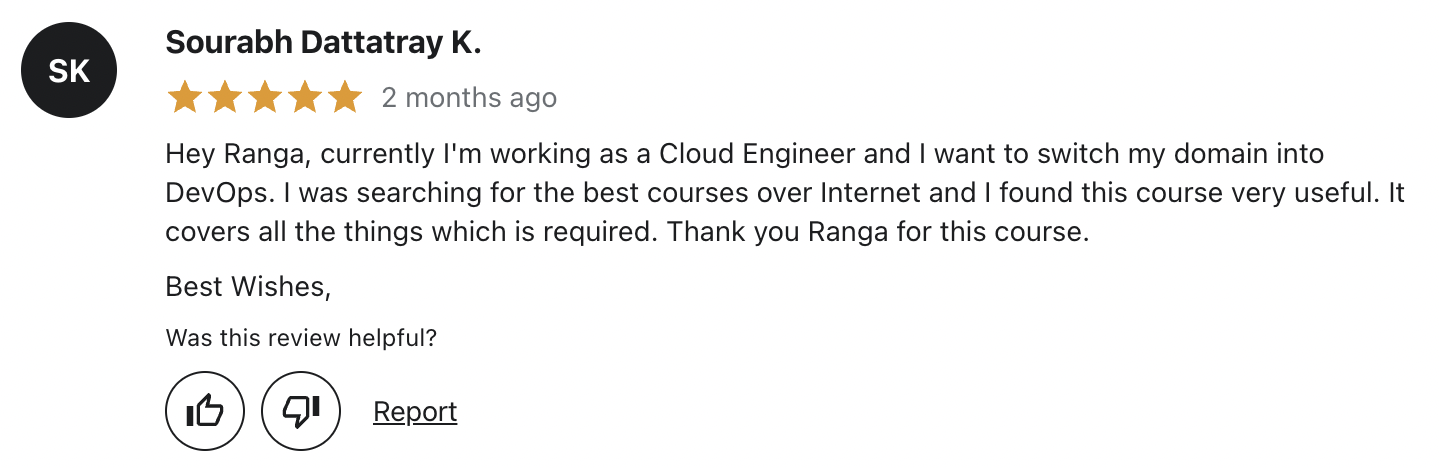 SK
Sourabh Dattatray K.
2 months ago
Hey Ranga, currently I'm working as a Cloud Engineer and I want to switch my domain into
DevOps. I was searching for the best courses over Internet and I found this course very useful. It
covers all the things which is required. Thank you Ranga for this course.
Best Wishes,
Was this review helpful?
Report